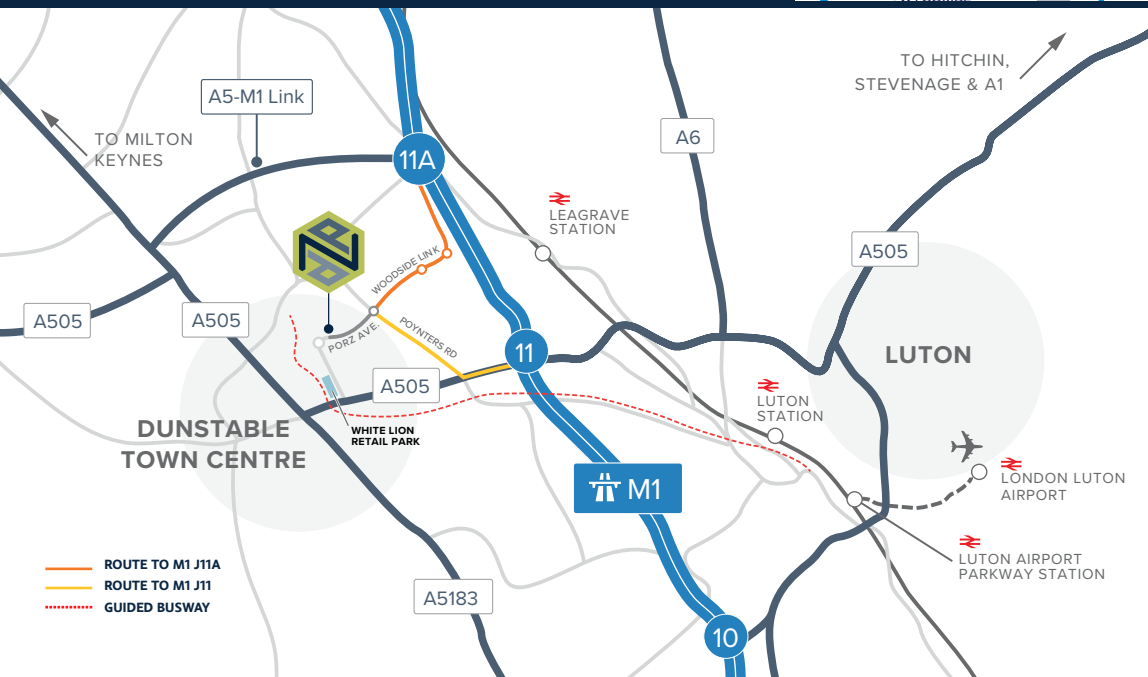 TO HITCHIN,
STEVENAGE & A1
A5-M1 Link
TO MILTON
KEYNES
A6
11A
LEAGRAVE
STATION
A505
WOODSIDE LINK
A505
A505
PORZ AVE.
POYNTERS RD
11
LUTON
A505
LUTON
STATION
DUNSTABLE
TOWN CENTRE
WHITE LION
RETAIL PARK
M1
LONDON LUTON
AIRPORT
LUTON AIRPORT
PARKWAY STATION
ROUTE TO M1 J11A
ROUTE TO M1 J11
GUIDED BUSWAY
A5183
10